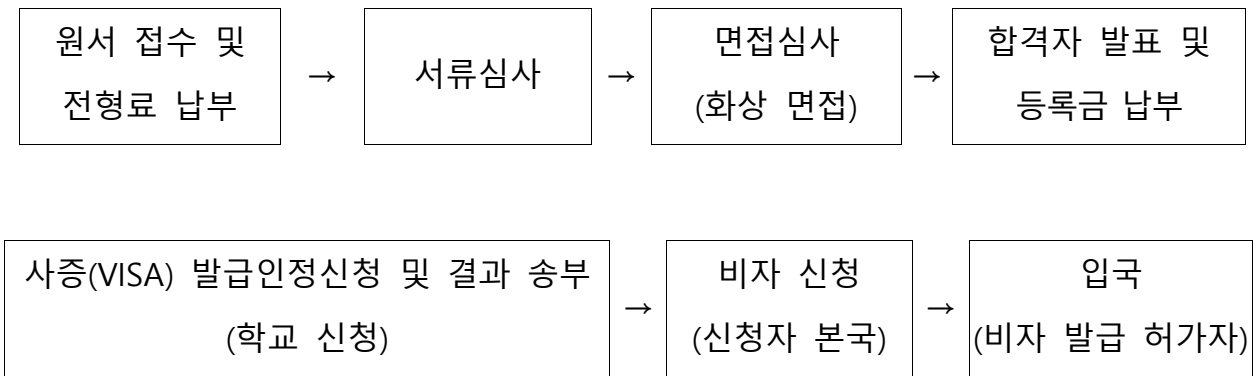 원서 접수 및
전형료 납부
→
서류심사
→
면접심사
(화상 면접)
→
합격자 발표 및
등록금 납부
사증(VISA) 발급인정신청 및 결과 송부
(학교 신청)
→
비자 신청
(신청자 본국)
→
입국
(비자 발급 허가자)